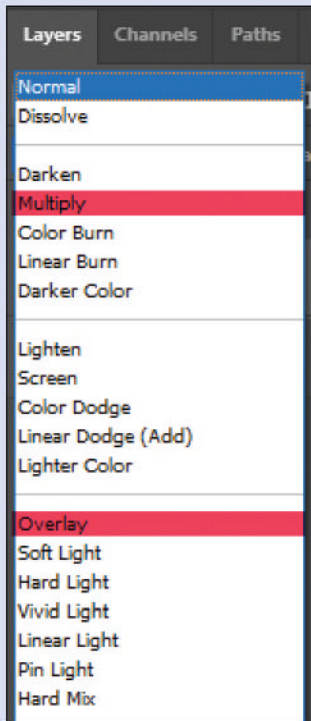 Layers Channels Paths
Normal
Dissolve
Darken
Multiply
Color Burn
Linear Burn
Darker Color
Lighten
Screen
Color Dodge
Linear Dodge (Add)
Lighter Color
Overlay
Soft Light
Hard Light
Vivid Light
Linear Light
Pin Light
Hard Mix